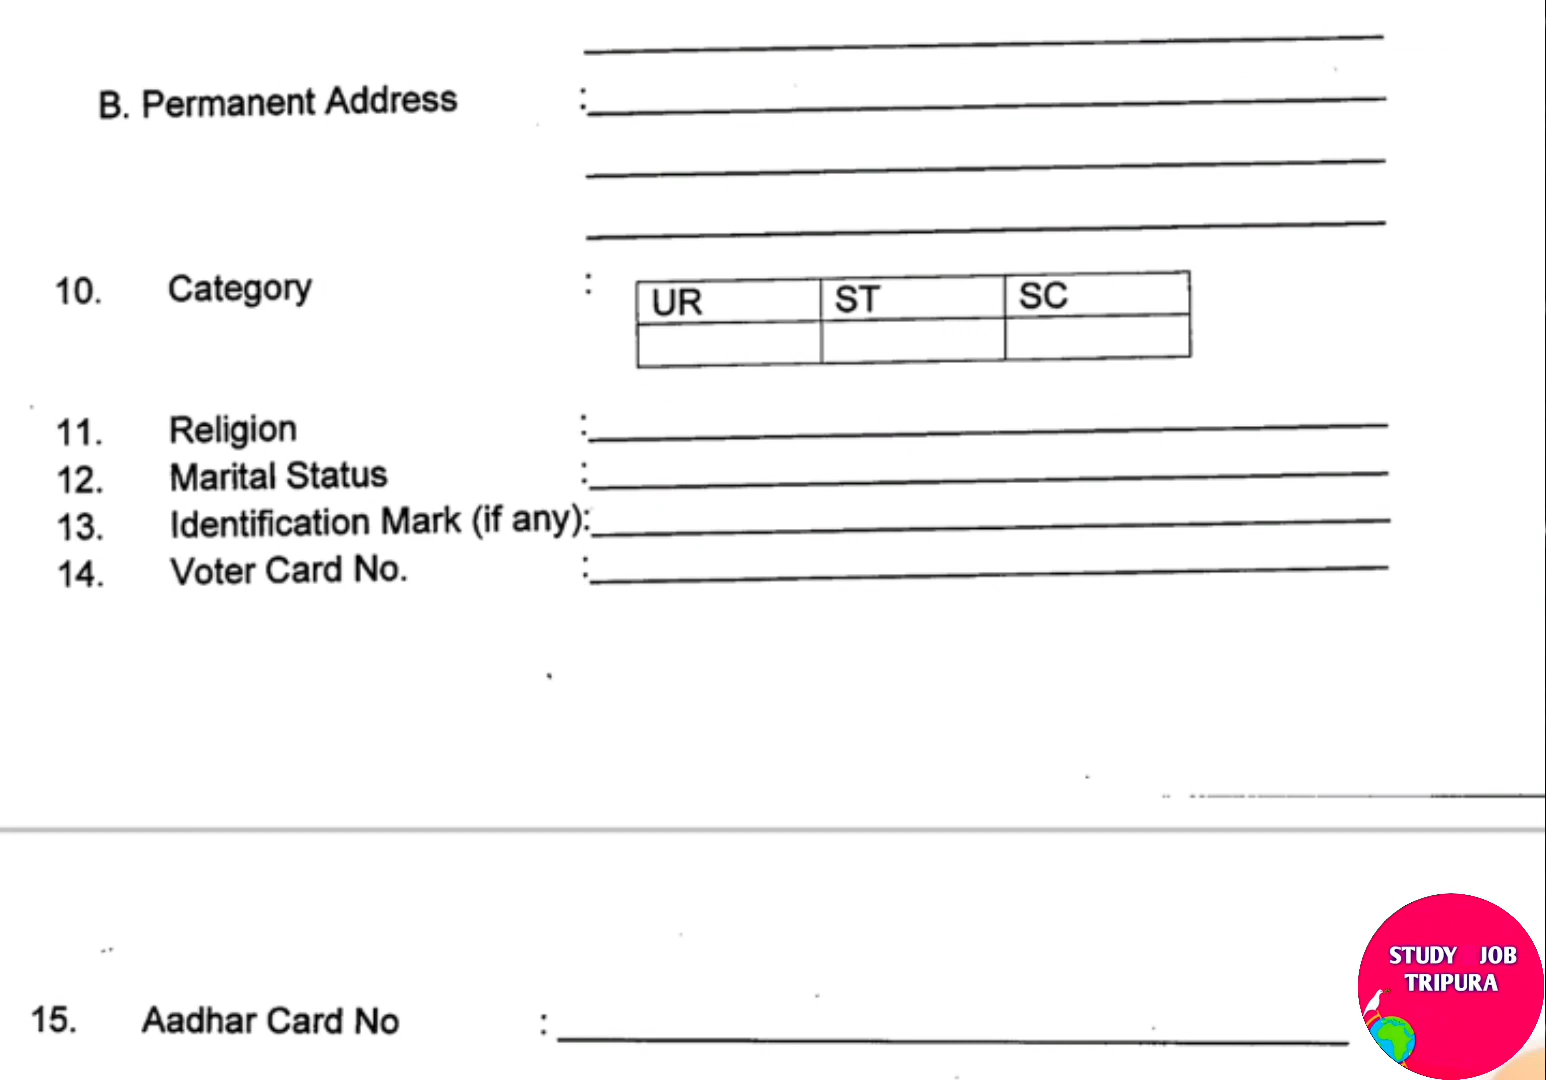 B. Permanent Address :
10. Category :
UR ST SC
11. Religion :
12. Marital Status :
13. Identification Mark (if any):
14. Voter Card No. :
15. Aadhar Card No :
STUDY JOB
TRIPURA